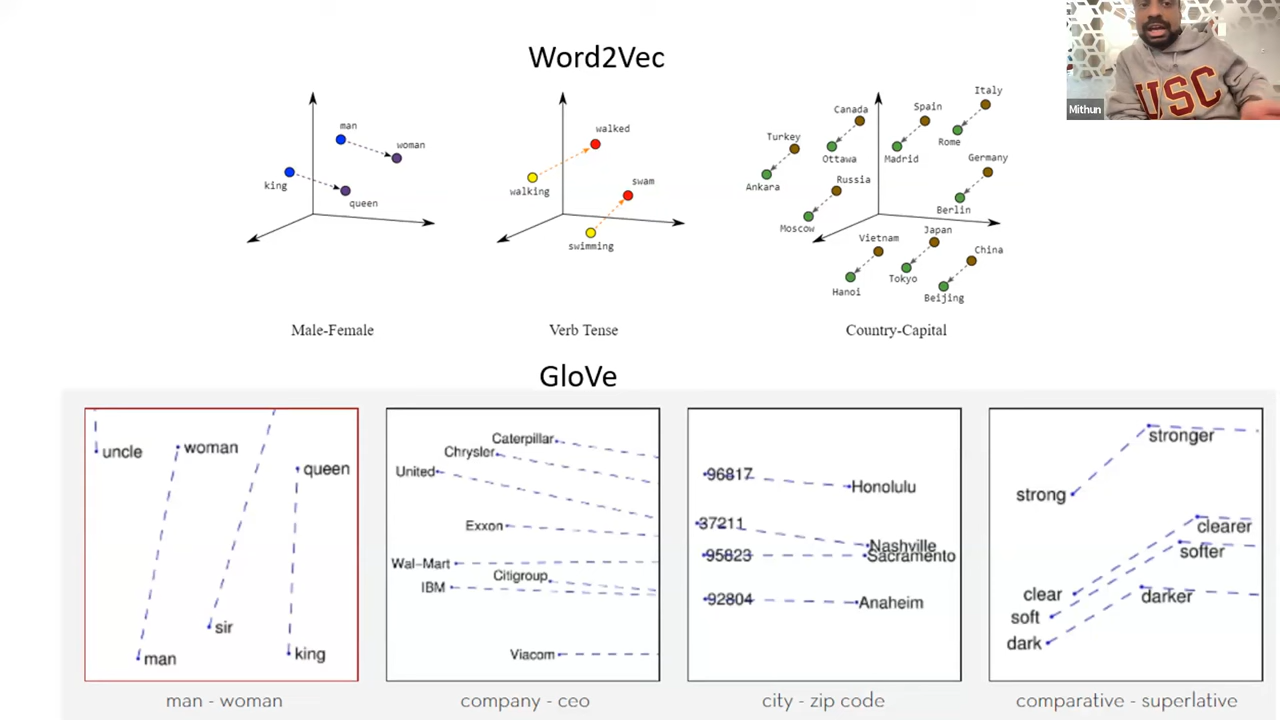 Word2Vec
USC
Mithun
man
woman
king
queen
Male-Female
walked
walking
swam
swimming
Verb Tense
Italy
Spain
Canada
Rome
Turkey
Ottawa
Madrid
Germany
Ankara
Russia
Berlin
Moscow
Japan
Vietnam
China
Tokyo
Hanoi
Beijing
Country-Capital
GloVe
uncle
woman
queen
sir
man
king
man - woman
Caterpillar
Chrysler
United
Exxon
Wal-Mart
Citigroup
IBM
Viacom
company - ceo
96817
Honolulu
37211
Nashville
95823
Sacramento
92804
Anaheim
city - zip code
stronger
strong
clearer
softer
clear
darker
soft
dark
comparative - superlative